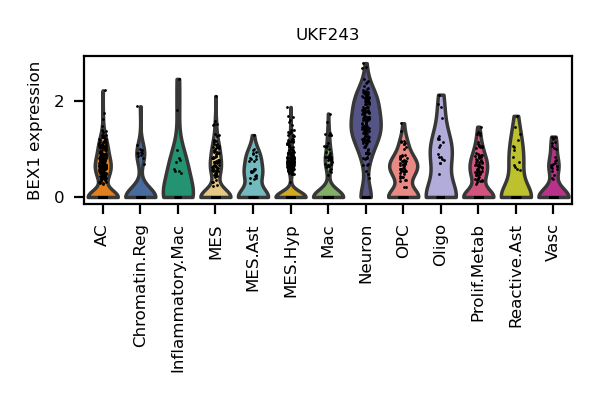 UKF243
BEX1 expression
2
0
AC
Chromatin.Reg
Inflammatory.Mac
MES
MES.Ast
MES.Hyp
Mac
Neuron
OPC
Oligo
Prolif.Metab
Reactive.Ast
Vasc